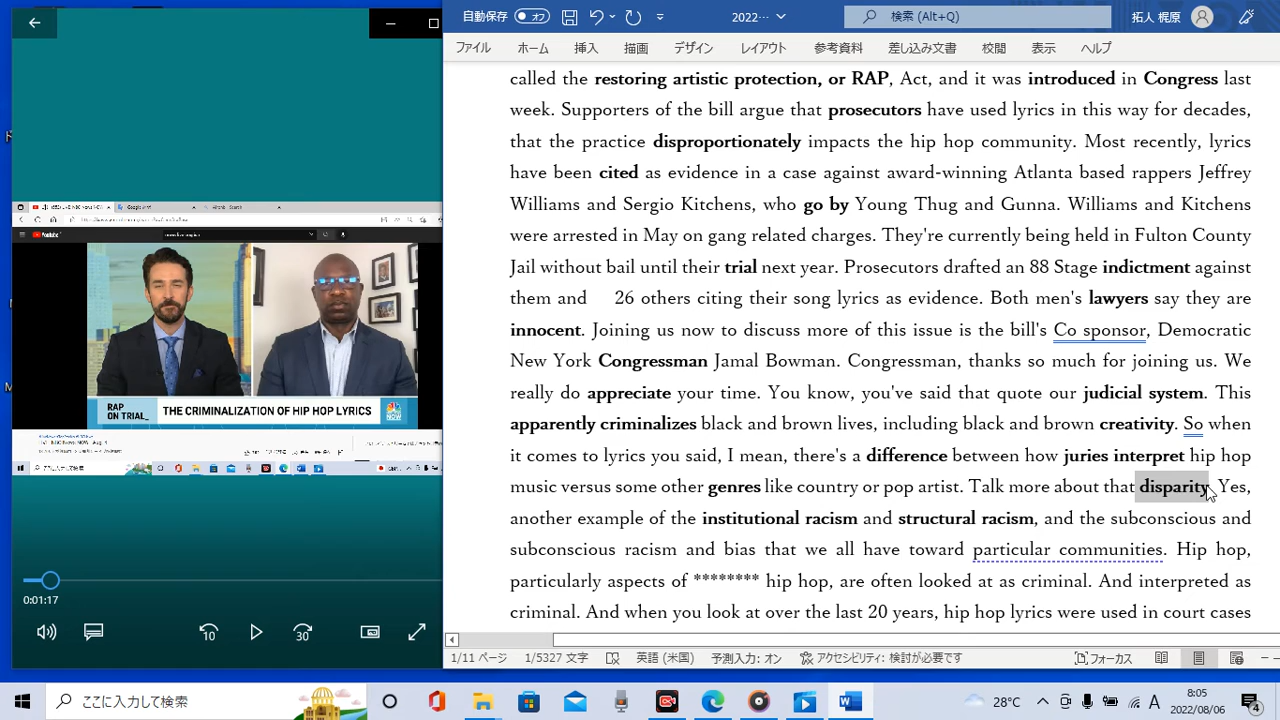 自動保存 オフ
2022…
検索 (Alt+Q)
拓人 梶原
ファイル ホーム 挿入 描画 デザイン レイアウト 参考資料 差し込み文書 校閲 表示 ヘルプ
called the restoring artistic protection, or RAP, Act, and it was introduced in Congress last
week. Supporters of the bill argue that prosecutors have used lyrics in this way for decades,
that the practice disproportionately impacts the hip hop community. Most recently, lyrics
have been cited as evidence in a case against award-winning Atlanta based rappers Jeffrey
Williams and Sergio Kitchens, who go by Young Thug and Gunna. Williams and Kitchens
were arrested in May on gang related charges. They're currently being held in Fulton County
Jail without bail until their trial next year. Prosecutors drafted an 88 Stage indictment against
them and 26 others citing their song lyrics as evidence. Both men's lawyers say they are
innocent. Joining us now to discuss more of this issue is the bill's Co sponsor, Democratic
New York Congressman Jamal Bowman. Congressman, thanks so much for joining us. We
really do appreciate your time. You know, you've said that quote our judicial system. This
apparently criminalizes black and brown lives, including black and brown creativity. So when
it comes to lyrics you said, I mean, there's a difference between how juries interpret hip hop
music versus some other genres like country or pop artist. Talk more about that disparity. Yes,
another example of the institutional racism and structural racism, and the subconscious and
subconscious racism and bias that we all have toward particular communities. Hip hop,
particularly aspects of ******** hip hop, are often looked at as criminal. And interpreted as
criminal. And when you look at over the last 20 years, hip hop lyrics were used in court cases
YouTube
RAP
ON TRIAL
THE CRIMINALIZATION OF HIP HOP LYRICS
NBC NEWS NOW
0:01:17
10
30
1/11 ページ 1/5327 文字 英語 (米国) 予測入力: オン アクセシビリティ: 検討が必要です フォーカス
ここに入力して検索
28°C
A
8:05
2022/08/06
4